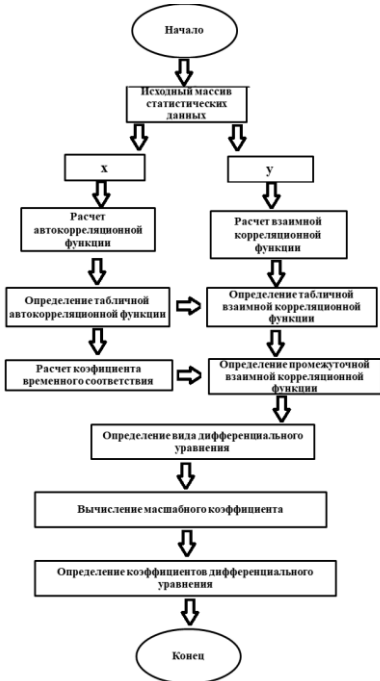 Начало
Исходный массив
статистических
данных
x
y
Расчет
автокорреляционной
функции
Расчет взаимной
корреляционной
функции
Определение табличной
автокорреляционной функции
Определение табличной
взаимной корреляционной
функции
Расчет коэфициента
временного соответствия
Определение промежуточной
взаимной корреляционной
функции
Определение вида дифференциального
уравнения
Вычисление масшабного коэффициента
Определение коэффициентов дифференциального
уравнения
Конец